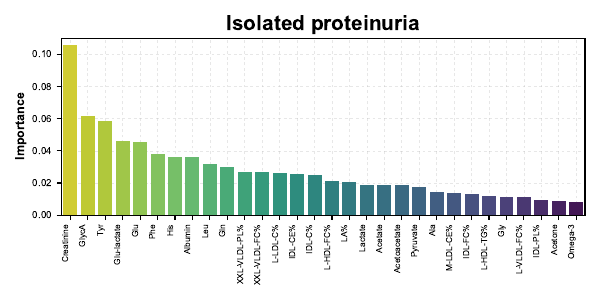 Isolated proteinuria
Importance
0.10
0.08
0.06
0.04
0.02
0.00
Creatinine
GlycA
Tyr
Glu-lactate
Glu
Phe
His
Albumin
Leu
Gln
XXL-VLDL-PL%
XXL-VLDL-FC%
L-LDL-C%
IDL-CE%
IDL-C%
L-HDL-FC%
LA%
Lactate
Acetate
Acetoacetate
Pyruvate
Ala
M-LDL-CE%
IDL-FC%
L-HDL-TG%
Gly
L-VLDL-FC%
IDL-PL%
Acetone
Omega-3